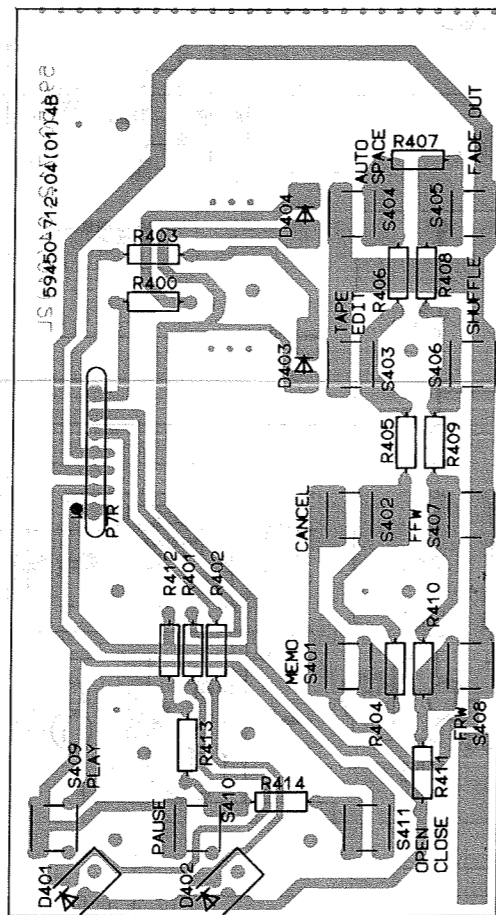 59450-712-04(01)4B
R407
AUTO
SPACE
FADE OUT
D404
S404
S405
R403
R406
R408
R400
TAPE
EDIT
SHUFFLE
D403
S403
S406
R405
R409
P7R
CANCEL
S402
FFW
S407
R412
R401
R402
R410
MEMO
S401
R404
FRW
S408
S409
PLAY
R413
R411
R414
PAUSE
S410
S411
OPEN
CLOSE
D401
D402